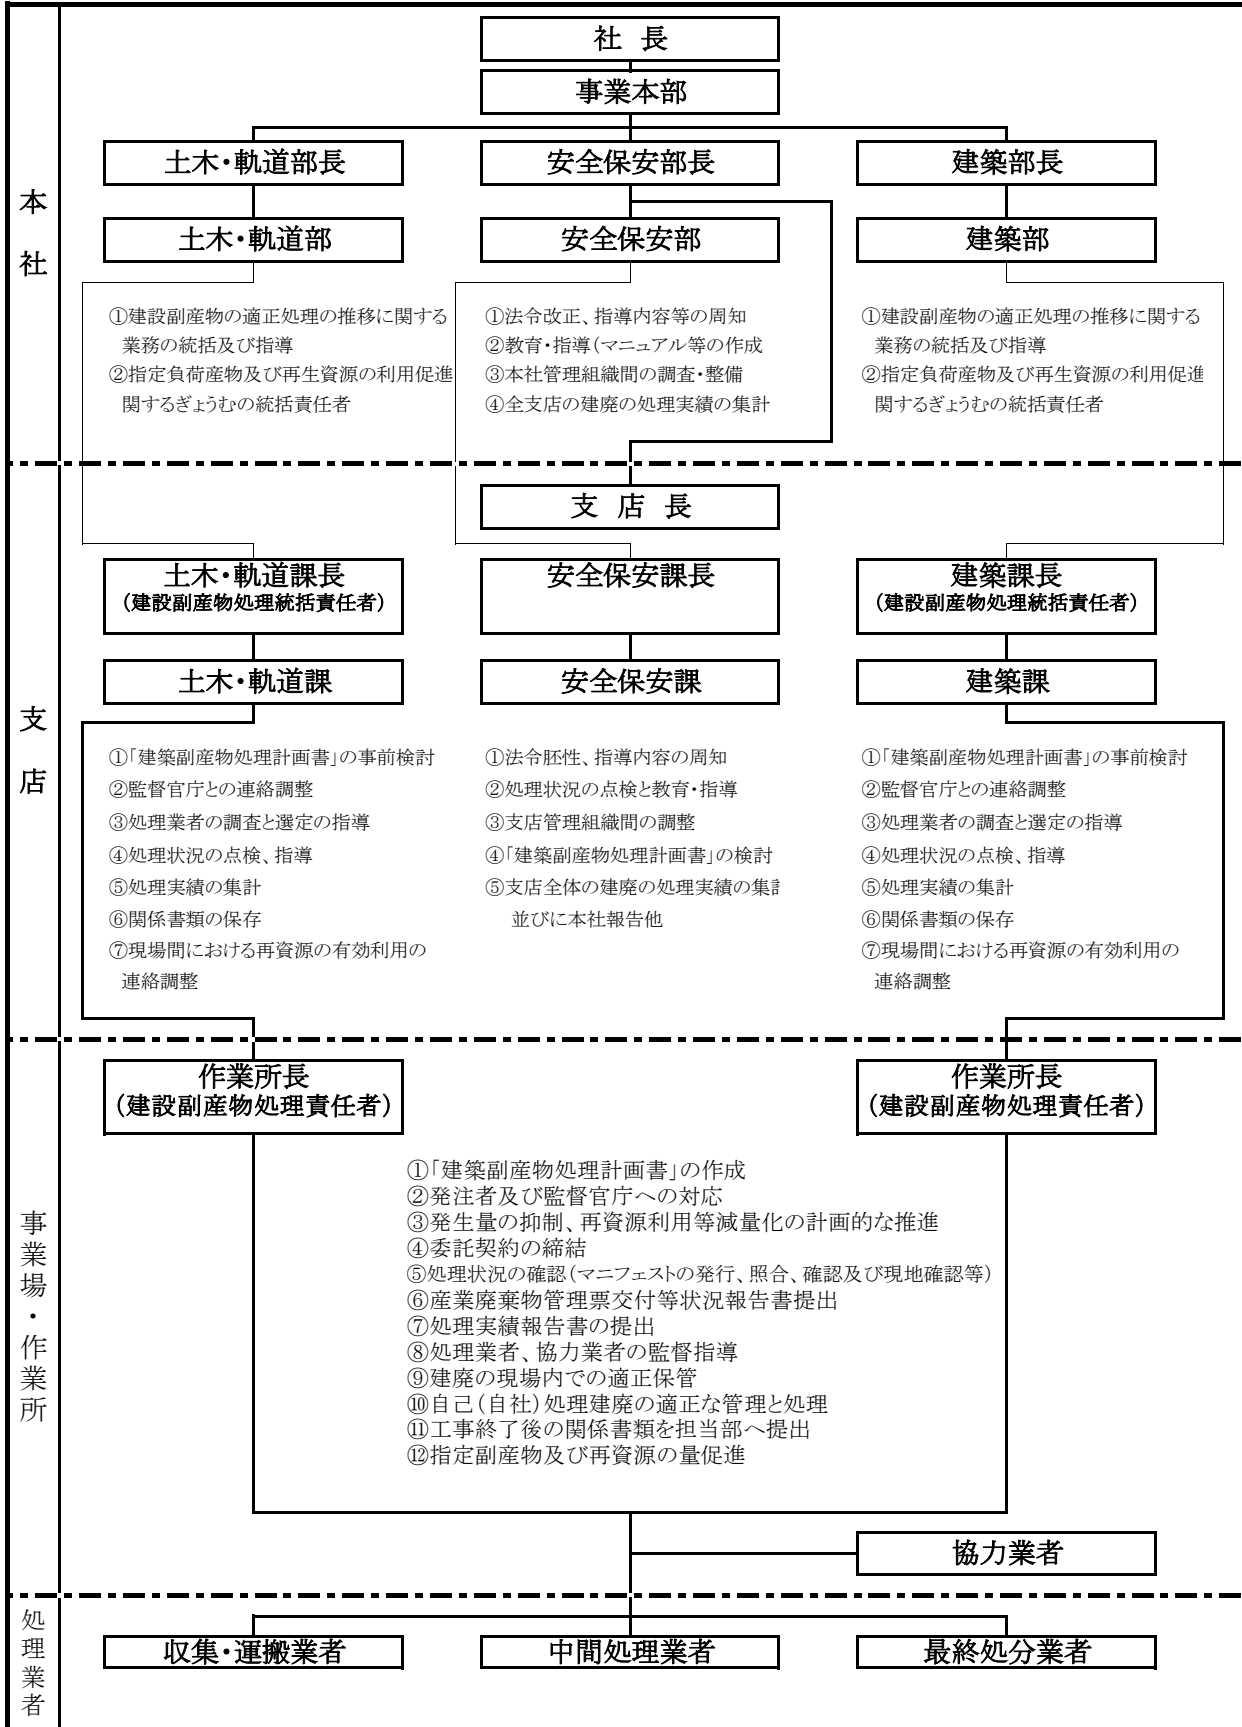 本社
社 長
事業本部
土木・軌道部長
安全保安部長
建築部長
土木・軌道部
安全保安部
建築部
①建設副産物の適正処理の推移に関する
業務の統括及び指導
②指定負荷産物及び再生資源の利用促進
関するぎょうむの統括責任者
①法令改正、指導内容等の周知
②教育・指導(マニュアル等の作成
③本社管理組織間の調査・整備
④全支店の建廃の処理実績の集計
①建設副産物の適正処理の推移に関する
業務の統括及び指導
②指定負荷産物及び再生資源の利用促進
関するぎょうむの統括責任者
支店
支 店 長
土木・軌道課長
(建設副産物処理統括責任者)
安全保安課長
建築課長
(建設副産物処理統括責任者)
土木・軌道課
安全保安課
建築課
①「建築副産物処理計画書」の事前検討
②監督官庁との連絡調整
③処理業者の調査と選定の指導
④処理状況の点検、指導
⑤処理実績の集計
⑥関係書類の保存
⑦現場間における再資源の有効利用の
連絡調整
①法令胚性、指導内容の周知
②処理状況の点検と教育・指導
③支店管理組織間の調整
④「建築副産物処理計画書」の検討
⑤支店全体の建廃の処理実績の集計
並びに本社報告他
①「建築副産物処理計画書」の事前検討
②監督官庁との連絡調整
③処理業者の調査と選定の指導
④処理状況の点検、指導
⑤処理実績の集計
⑥関係書類の保存
⑦現場間における再資源の有効利用の
連絡調整
事業場・作業所
作業所長
(建設副産物処理責任者)
作業所長
(建設副産物処理責任者)
①「建築副産物処理計画書」の作成
②発注者及び監督官庁への対応
③発生量の抑制、再資源利用等減量化の計画的な推進
④委託契約の締結
⑤処理状況の確認(マニフェストの発行、照合、確認及び現地確認等)
⑥産業廃棄物管理票交付等状況報告書提出
⑦処理実績報告書の提出
⑧処理業者、協力業者の監督指導
⑨建廃の現場内での適正保管
⑩自己(自社)処理建廃の適正な管理と処理
⑪工事終了後の関係書類を担当部へ提出
⑫指定副産物及び再資源の量促進
協力業者
処理業者
収集・運搬業者
中間処理業者
最終処分業者